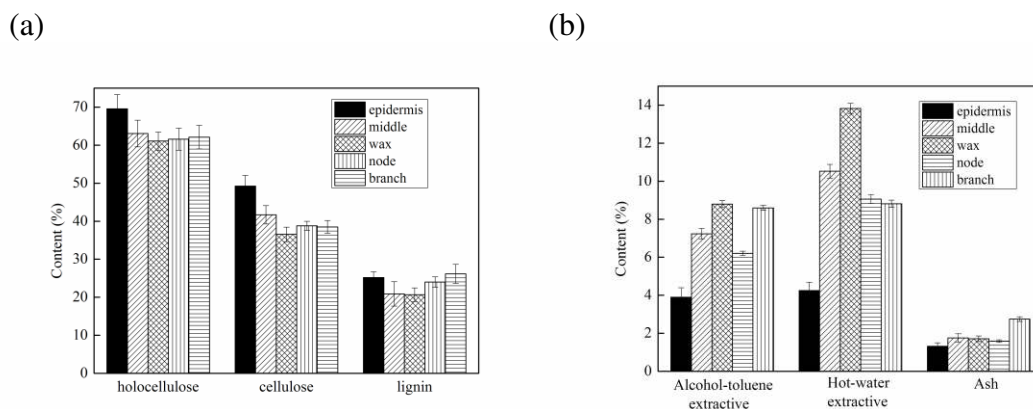 (a)
(b)
70
60
50
40
30
20
10
0
Content (%)
epidermis
middle
wax
node
branch
holocellulose
cellulose
lignin
14
12
10
8
6
4
2
0
Content (%)
epidermis
middle
wax
node
branch
Alcohol-toluene
extractive
Hot-water
extractive
Ash